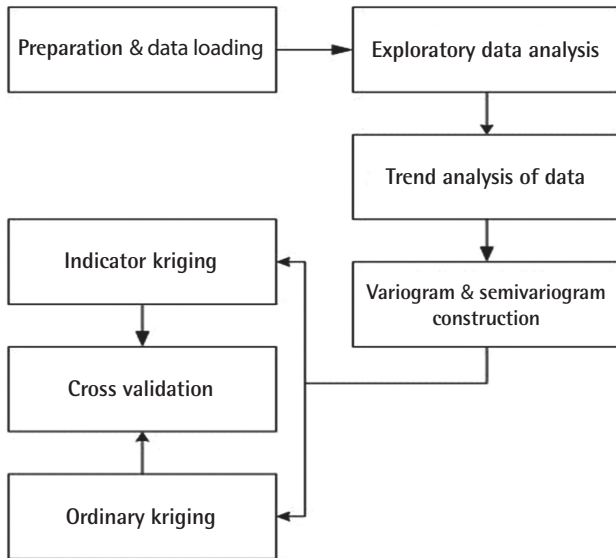 Preparation & data loading
Exploratory data analysis
Trend analysis of data
Variogram & semivariogram
construction
Indicator kriging
Cross validation
Ordinary kriging